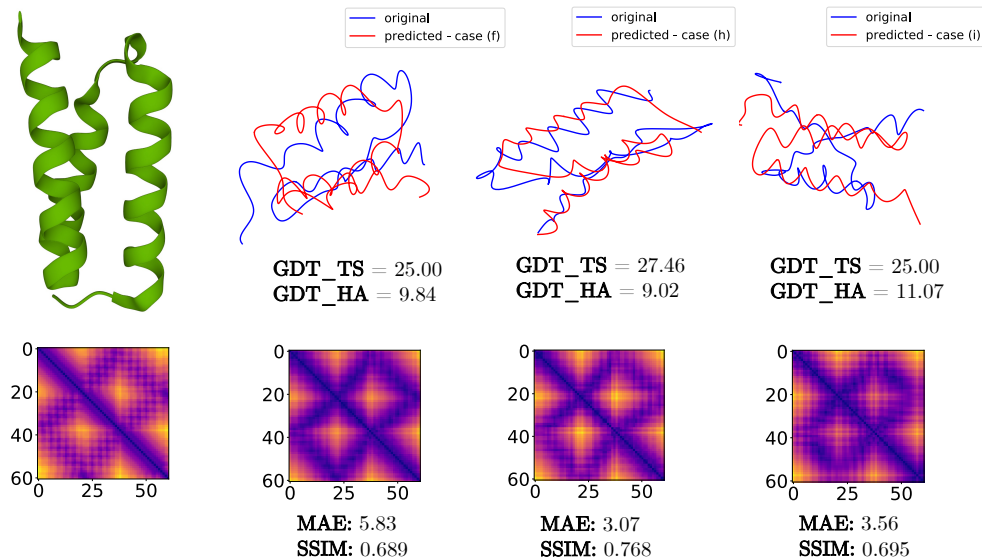 original
predicted - case (f)
original
predicted - case (h)
original
predicted - case (i)
GDT_TS = 25.00
GDT_HA = 9.84
GDT_TS = 27.46
GDT_HA = 9.02
GDT_TS = 25.00
GDT_HA = 11.07
0
20
40
60
0
25
50
0
20
40
60
0
25
50
0
20
40
60
0
25
50
0
20
40
60
0
25
50
MAE: 5.83
SSIM: 0.689
MAE: 3.07
SSIM: 0.768
MAE: 3.56
SSIM: 0.695